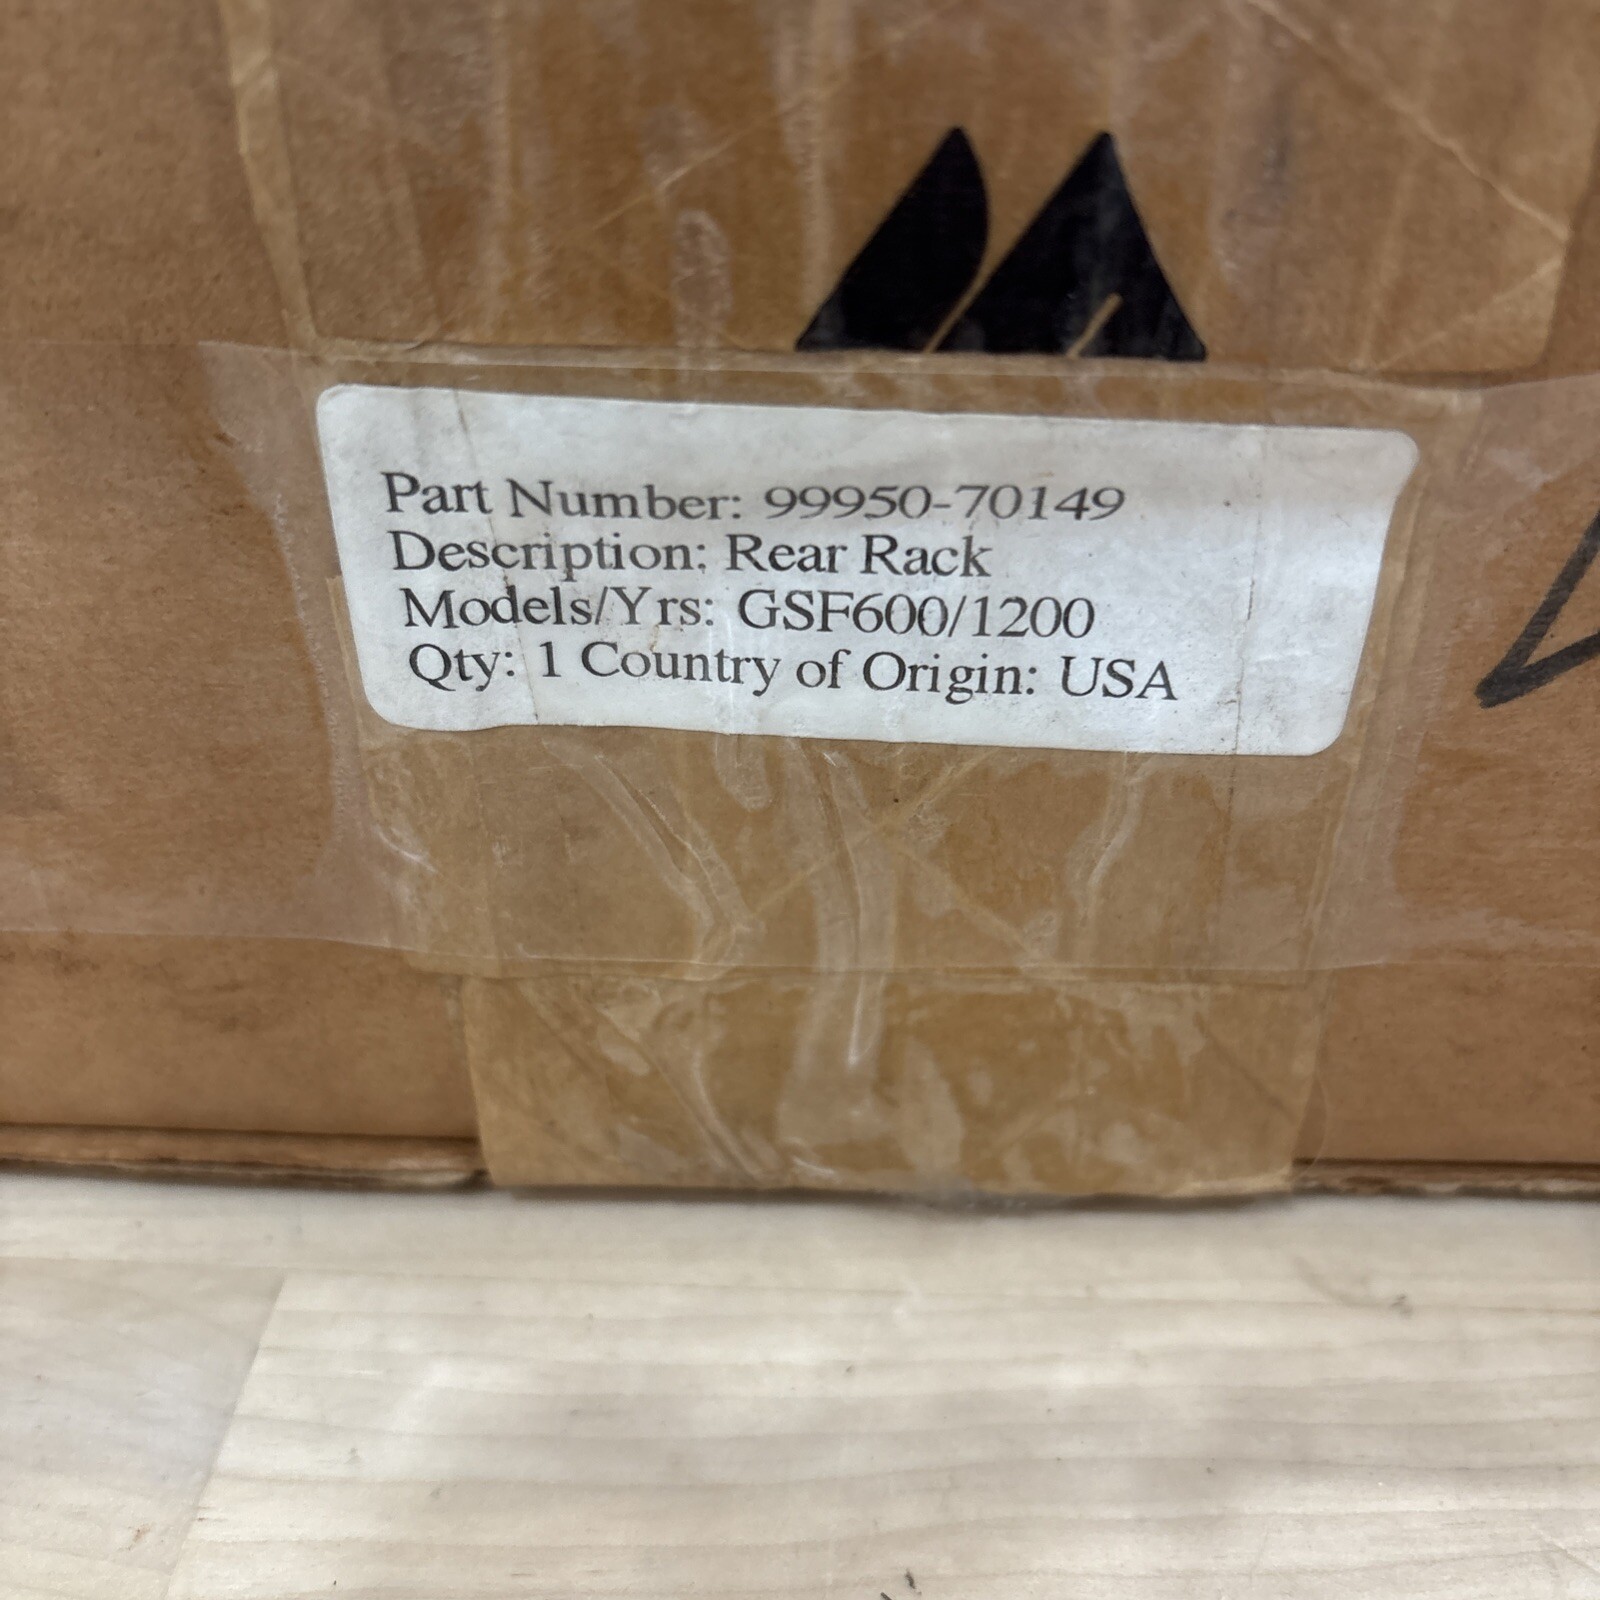 Part Number: 99950-70149
Description: Rear Rack
Models/Yrs: GSF600/1200
Qty: 1 Country of Origin: USA